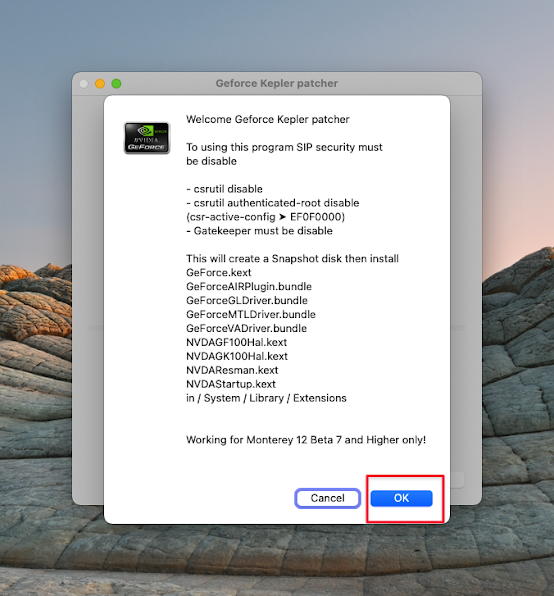 Geforce Kepler patcher
Welcome Geforce Kepler patcher
NVIDIA
GEFORCE
To using this program SIP security must
be disable
- csrutil disable
- csrutil authenticated-root disable
(csr-active-config ➤ EF0F0000)
- Gatekeeper must be disable
This will create a Snapshot disk then install
GeForce.kext
GeForceAIRPlugin.bundle
GeForceGLDriver.bundle
GeForceMTLDriver.bundle
GeForceVADriver.bundle
NVDAGF100Hal.kext
NVDAGK100Hal.kext
NVDAResman.kext
NVDAStartup.kext
in / System / Library / Extensions
Working for Monterey 12 Beta 7 and Higher only!
Cancel
OK